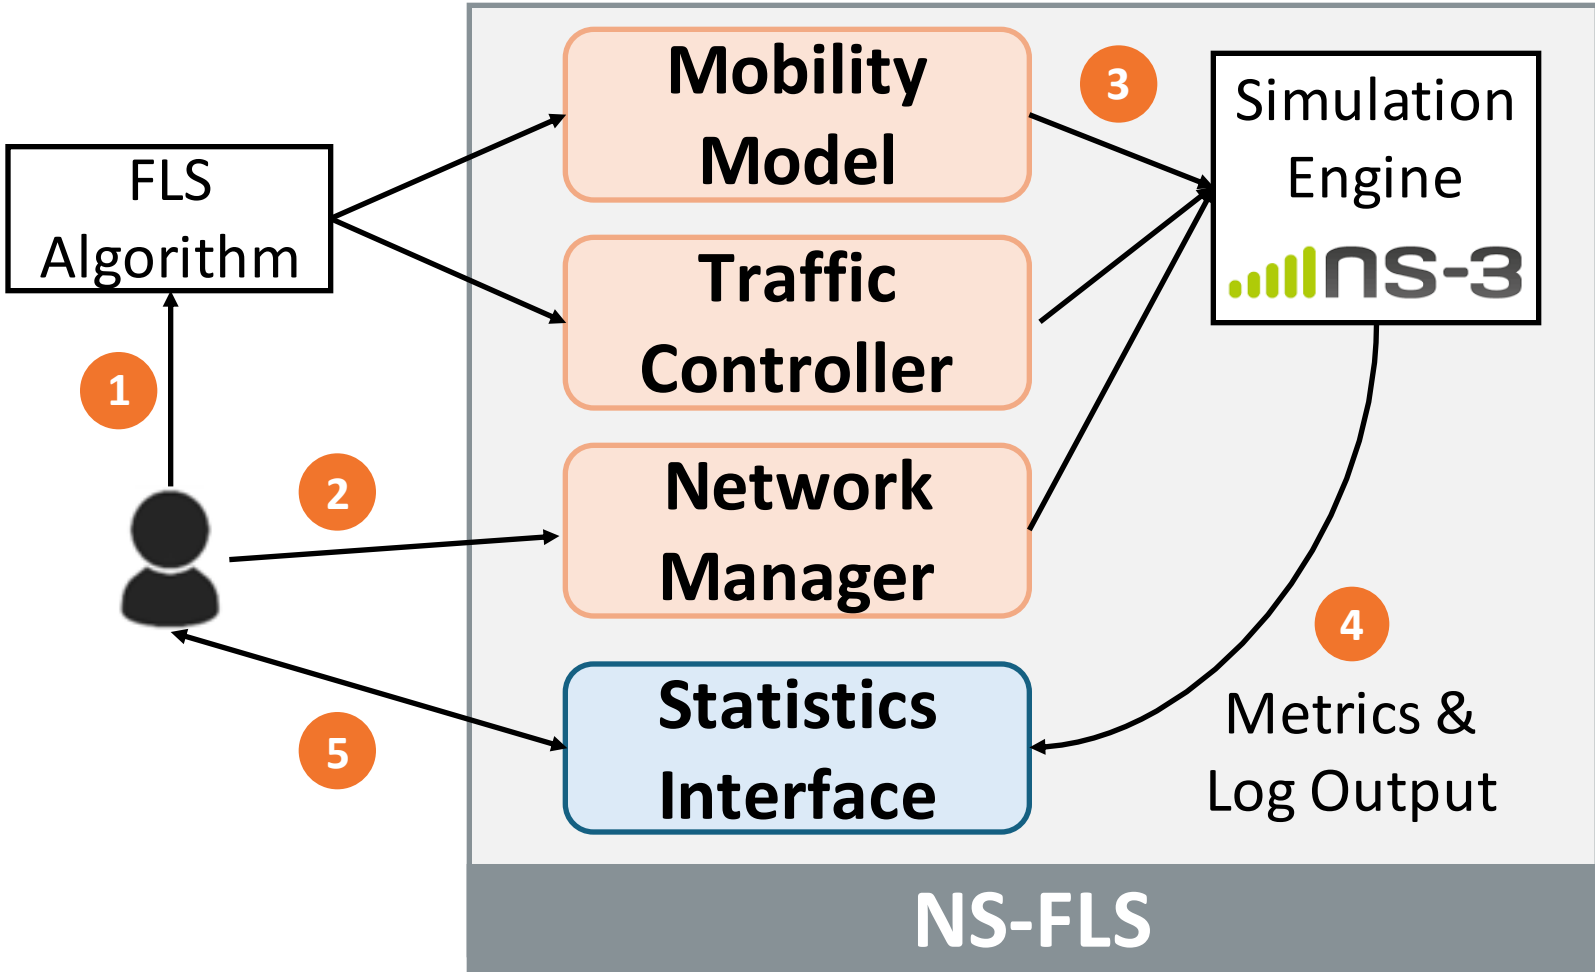 FLS
Algorithm
1
2
5
Mobility
Model
Traffic
Controller
Network
Manager
Statistics
Interface
3
Simulation
Engine
ns-3
4
Metrics &
Log Output
NS-FLS